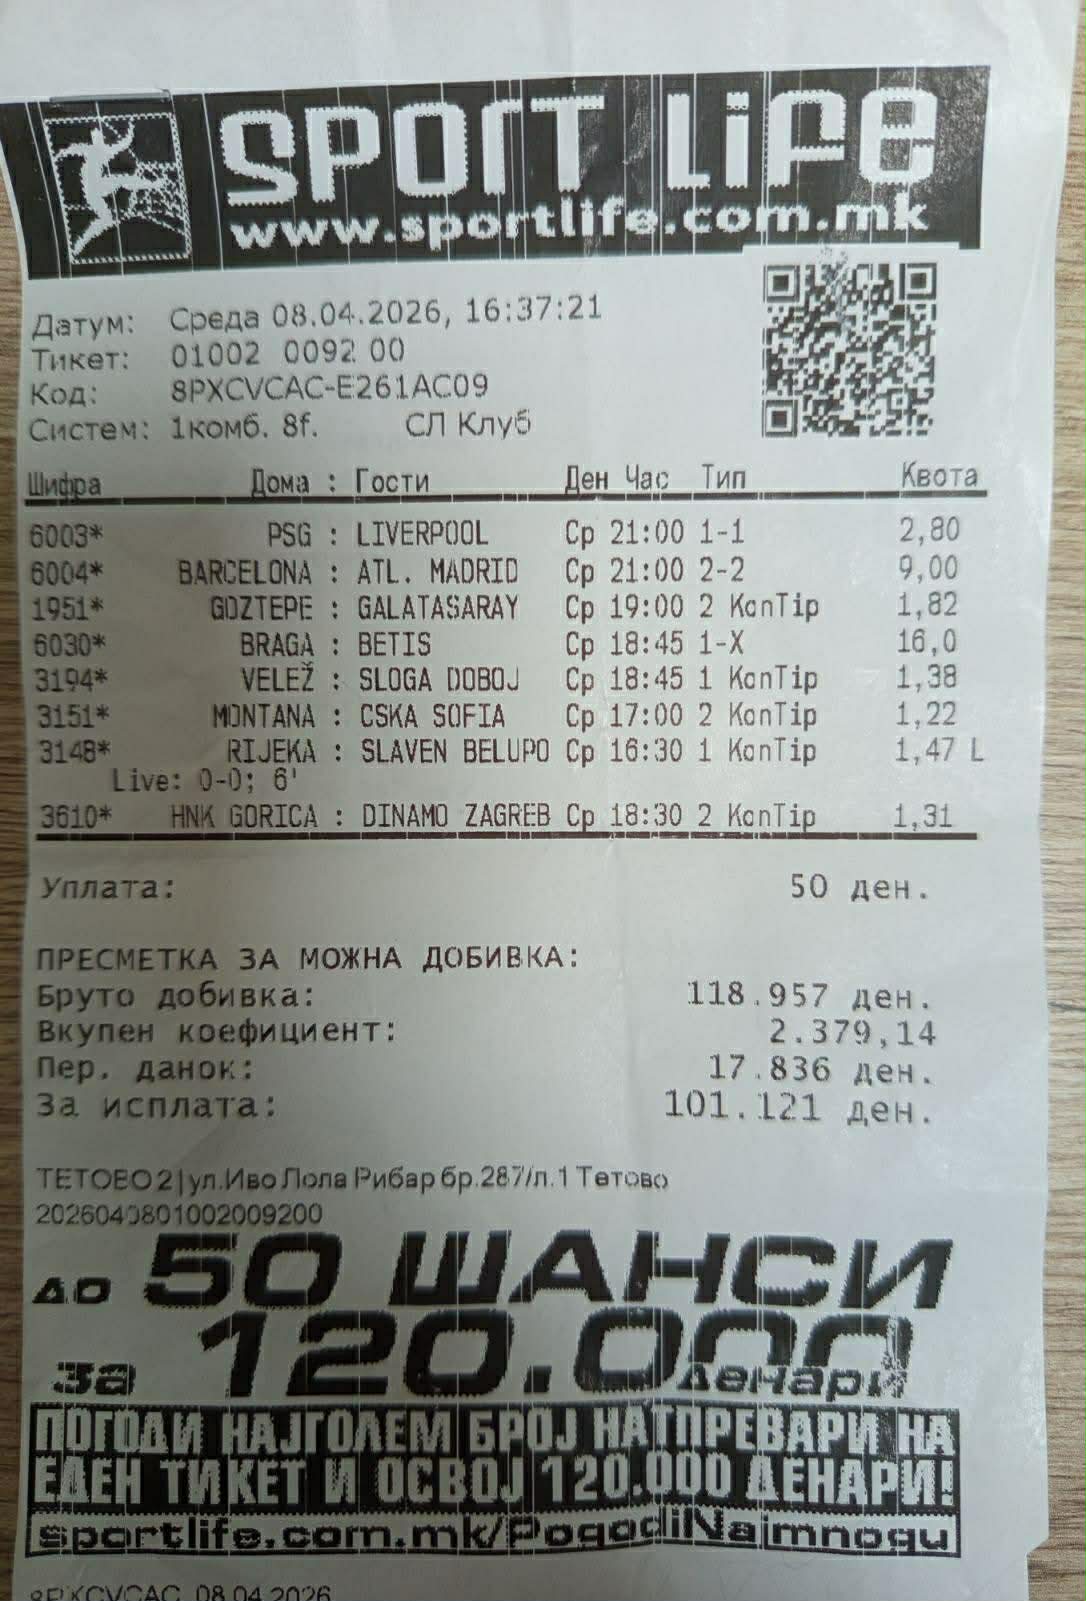 SPORT LIFE
www.sportlife.com.mk
Датум: Среда 08.04.2026, 16:37:21
Тикет: 01002 0092 00
Код: 8PXCVCAC-E261AC09
Систем: 1комб. 8f. СЛ Клуб
Шифра Дома : Гости Ден Час Тип Квота
6003* PSG : LIVERPOOL Ср 21:00 1-1 2,80
6004* BARCELONA : ATL. MADRID Ср 21:00 2-2 9,00
1951* GOZTEPE : GALATASARAY Ср 19:00 2 KonTip 1,82
6030* BRAGA : BETIS Ср 18:45 1-X 16,0
3194* VELEŽ : SLOGA DOBOJ Ср 18:45 1 KonTip 1,38
3151* MONTANA : CSKA SOFIA Ср 17:00 2 KonTip 1,22
3148* RIJEKA : SLAVEN BELUPO Ср 16:30 1 KonTip 1,47 L
Live: 0-0; 6'
3610* HNK GORICA : DINAMO ZAGREB Ср 18:30 2 KonTip 1,31
Уплата: 50 ден.
ПРЕСМЕТКА ЗА МОЖНА ДОБИВКА:
Бруто добивка: 118.957 ден.
Вкупен коефициент: 2.379,14
Пер. данок: 17.836 ден.
За исплата: 101.121 ден.
ТЕТОВО 2|ул.Иво Лола Рибар бр.287/л.1 Тетово
2026040801002009200
до 50 ШАНСИ
за 120.000 денари
ПОГОДИ НАЈГОЛЕМ БРОЈ НАТПРЕВАРИ НА
ЕДЕН ТИКЕТ И ОСВОЈ 120.000 ДЕНАРИ!
sportlife.com.mk/PogodiNajmnogu
8PXCVCAC 08.04.2026